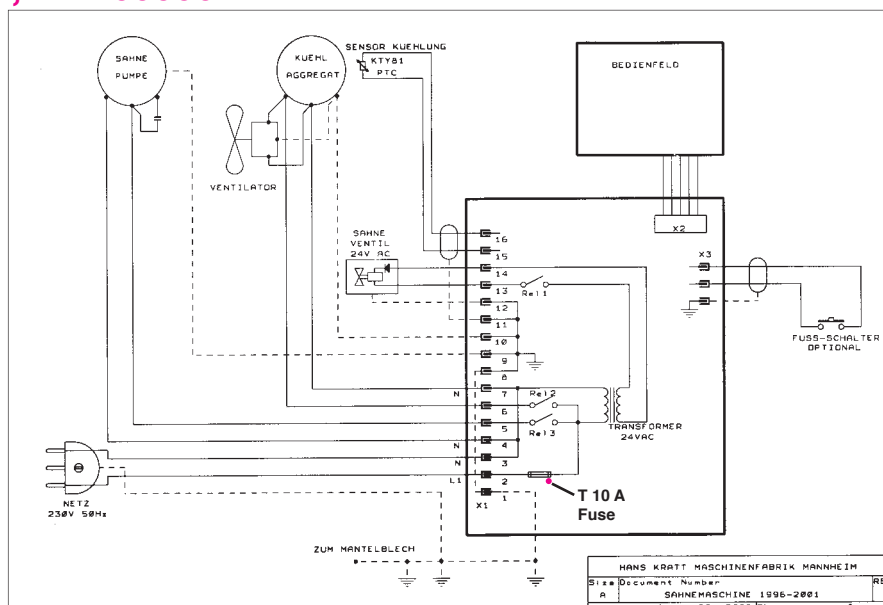 SAHNE
PUMPE
KUEHL
AGGREGAT
SENSOR KUEHLUNG
KTY81
PTC
BEDIENFELD
VENTILATOR
X2
SAHNE
VENTIL
24V AC
16
15
14
13
12
11
10
9
8
7
6
5
4
3
2
1
X1
Rel1
X3
FUSS-SCHALTER
OPTIONAL
N
Rel2
Rel3
TRANSFORMER
24VAC
N
N
L1
T 10 A
Fuse
NETZ
230V 50Hz
ZUM MANTELBLECH
HANS KRATT MASCHINENFABRIK MANNHEIM
Size Document Number
A SAHNEMASCHINE 1996-2001